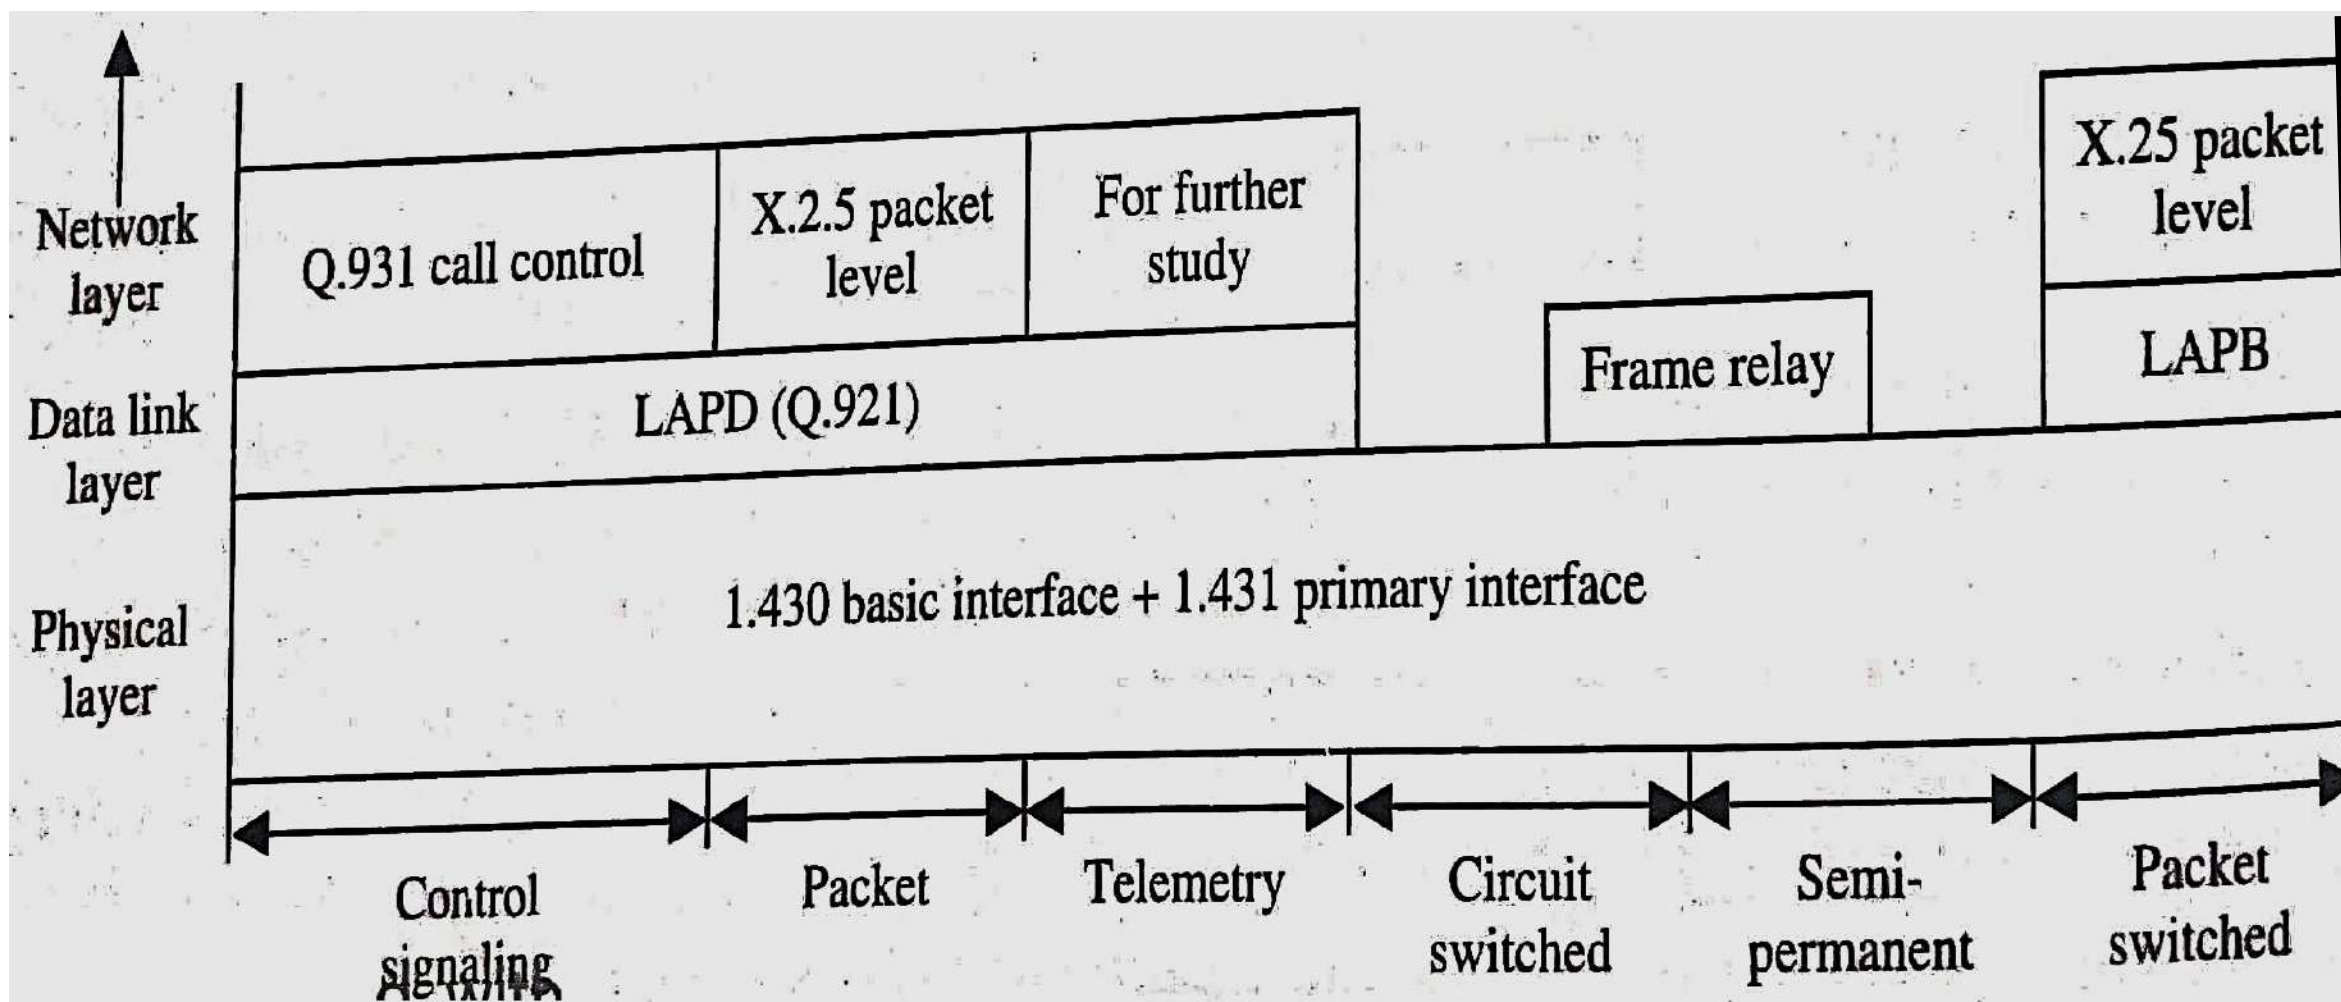 Network
layer
Q.931 call control
X.2.5 packet
level
For further
study
X.25 packet
level
Data link
layer
LAPD (Q.921)
Frame relay
LAPB
Physical
layer
1.430 basic interface + 1.431 primary interface
Control
signaling
Packet
Telemetry
Circuit
switched
Semi-
permanent
Packet
switched